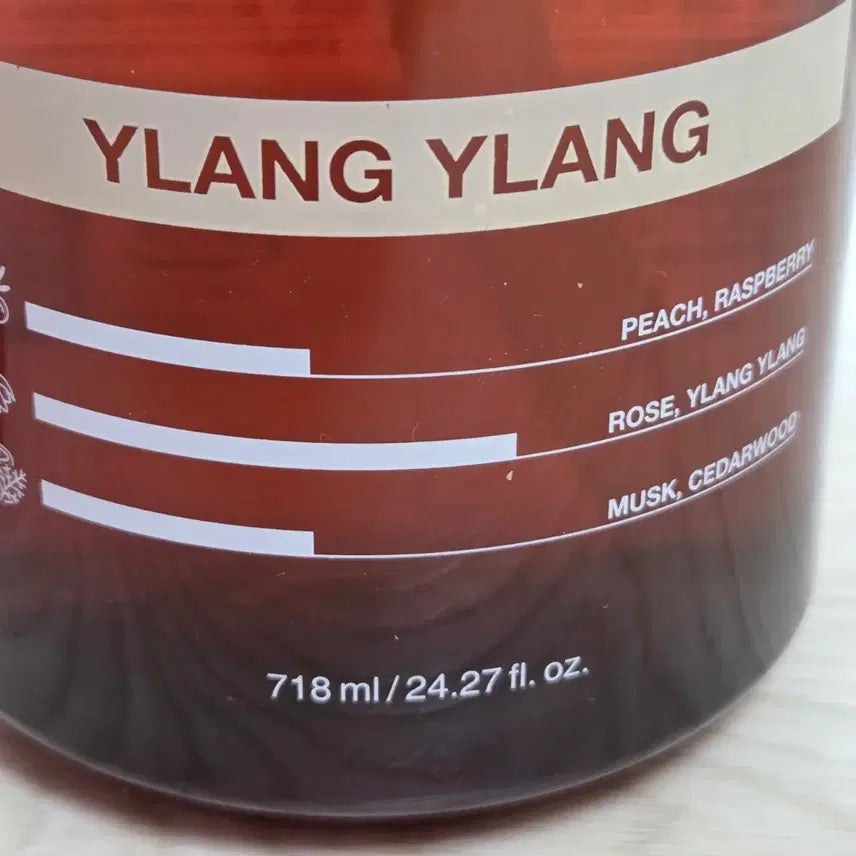 YLANG YLANG
PEACH, RASPBERRY
ROSE, YLANG YLANG
MUSK, CEDARWOOD
718 ml / 24.27 fl. oz.